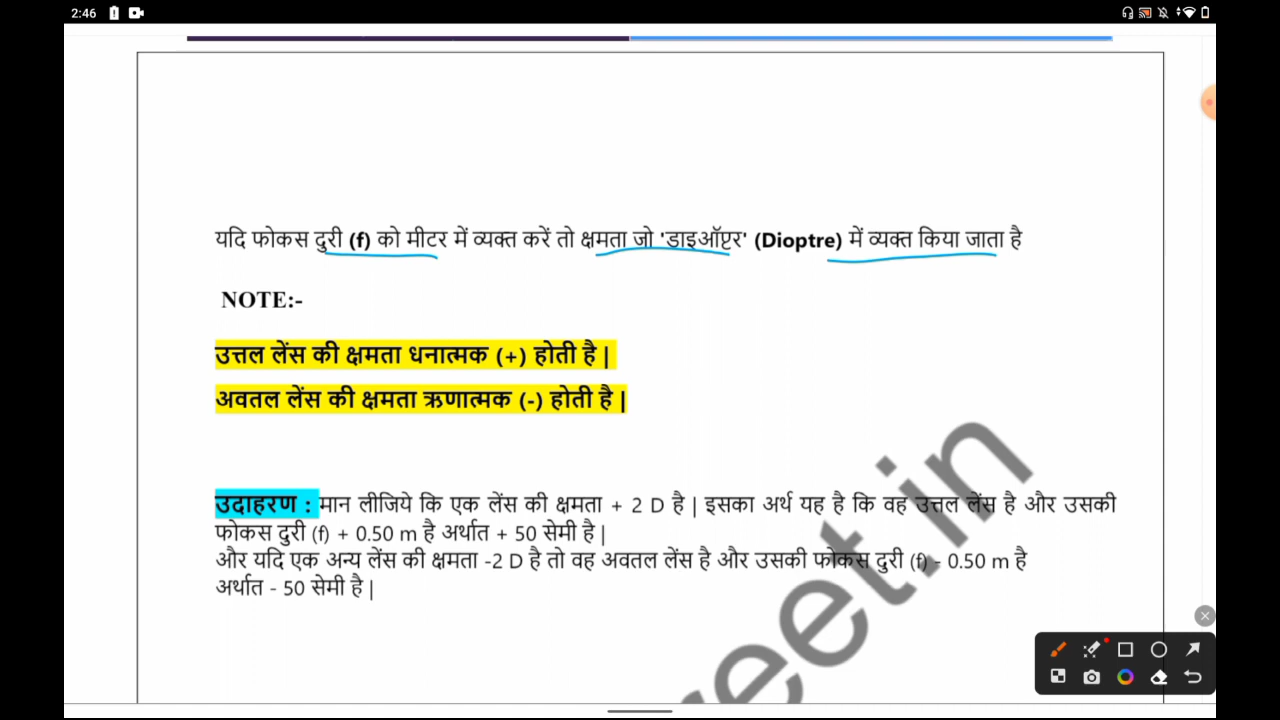 2:46
यदि फोकस दुरी (f) को मीटर में व्यक्त करें तो क्षमता जो 'डाइऑप्टर' (Dioptre) में व्यक्त किया जाता है
NOTE:-
उत्तल लेंस की क्षमता धनात्मक (+) होती है |
अवतल लेंस की क्षमता ऋणात्मक (-) होती है |
उदाहरण : मान लीजिये कि एक लेंस की क्षमता + 2 D है | इसका अर्थ यह है कि वह उत्तल लेंस है और उसकी
फोकस दुरी (f) + 0.50 m है अर्थात + 50 सेमी है |
और यदि एक अन्य लेंस की क्षमता -2 D है तो वह अवतल लेंस है और उसकी फोकस दुरी (f) - 0.50 m है
अर्थात - 50 सेमी है |
reet.in